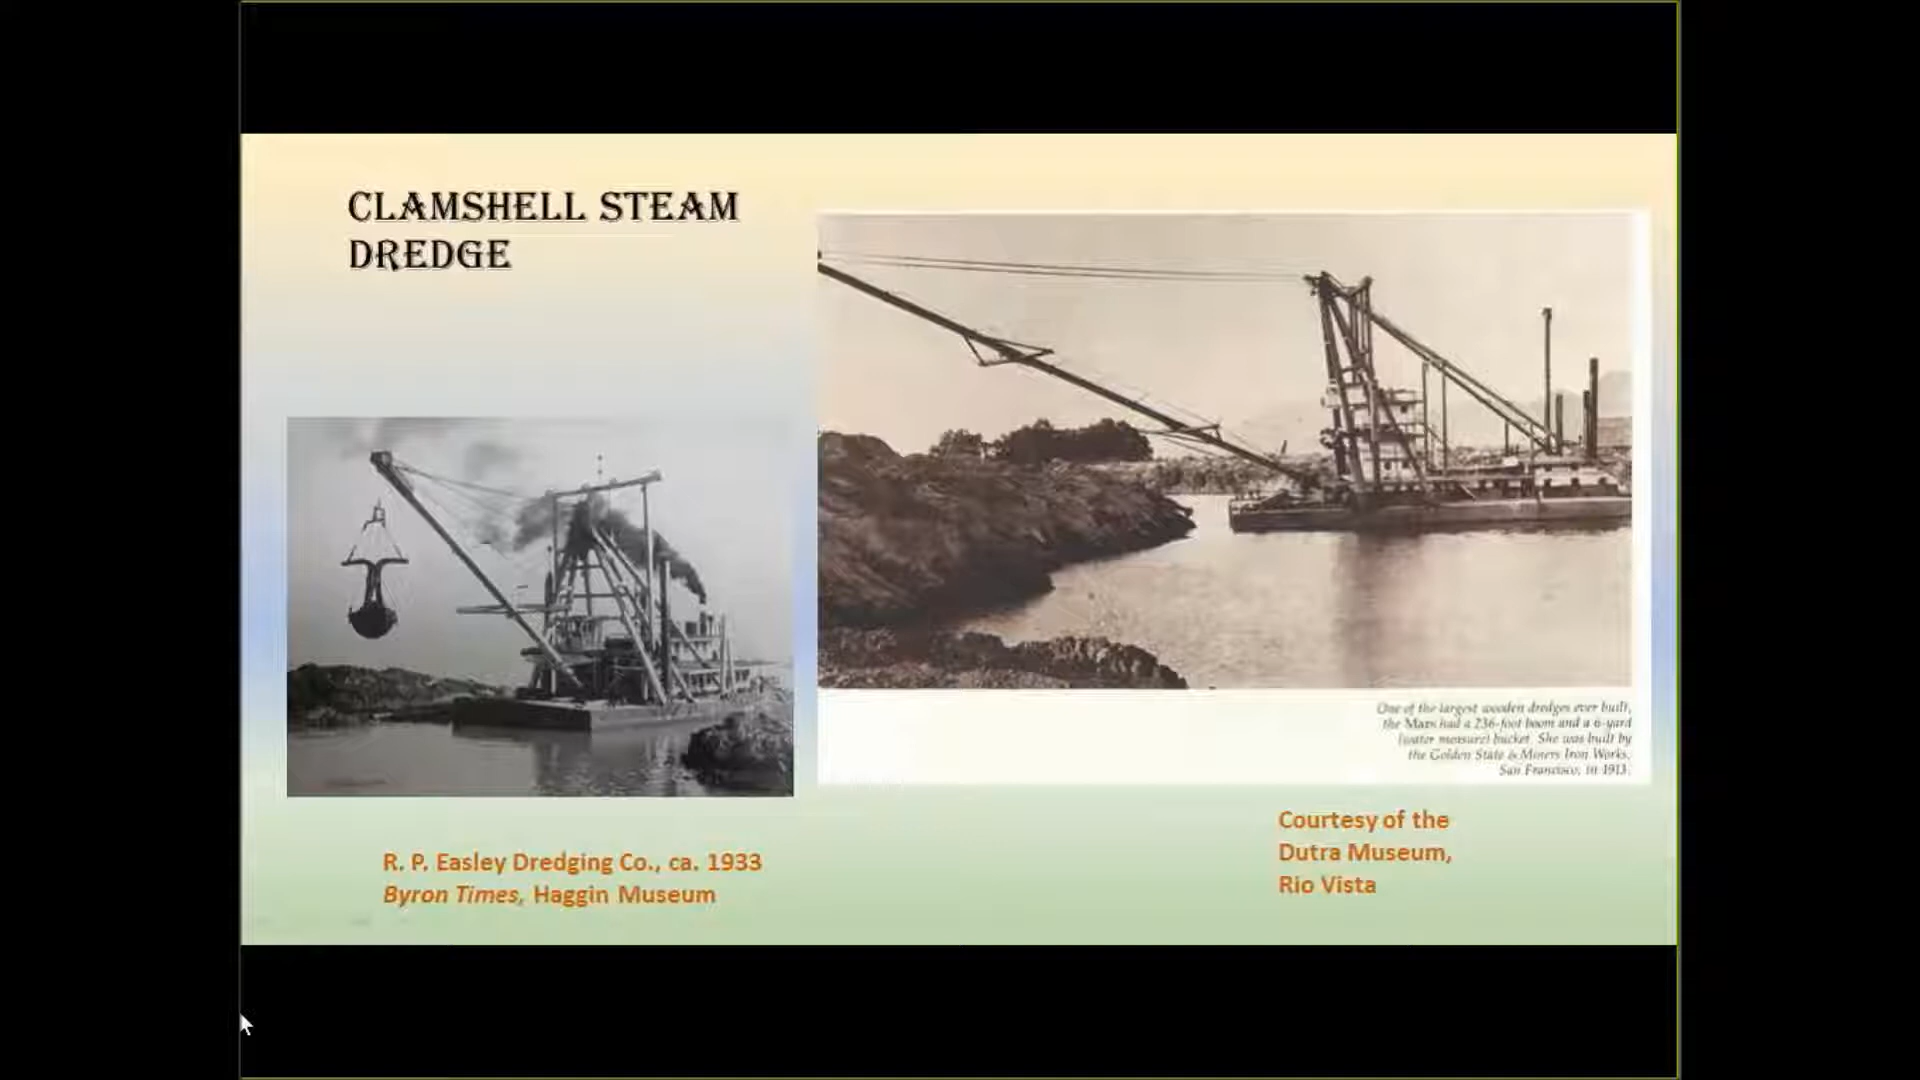 CLAMSHELL STEAM
DREDGE
One of the largest wooden dredges ever built,
the Mars had a 236-foot boom and a 6-yard
(water measure) bucket. She was built by
the Golden State & Miners Iron Works,
San Francisco, in 1913.
R. P. Easley Dredging Co., ca. 1933
Byron Times, Haggin Museum
Courtesy of the
Dutra Museum,
Rio Vista